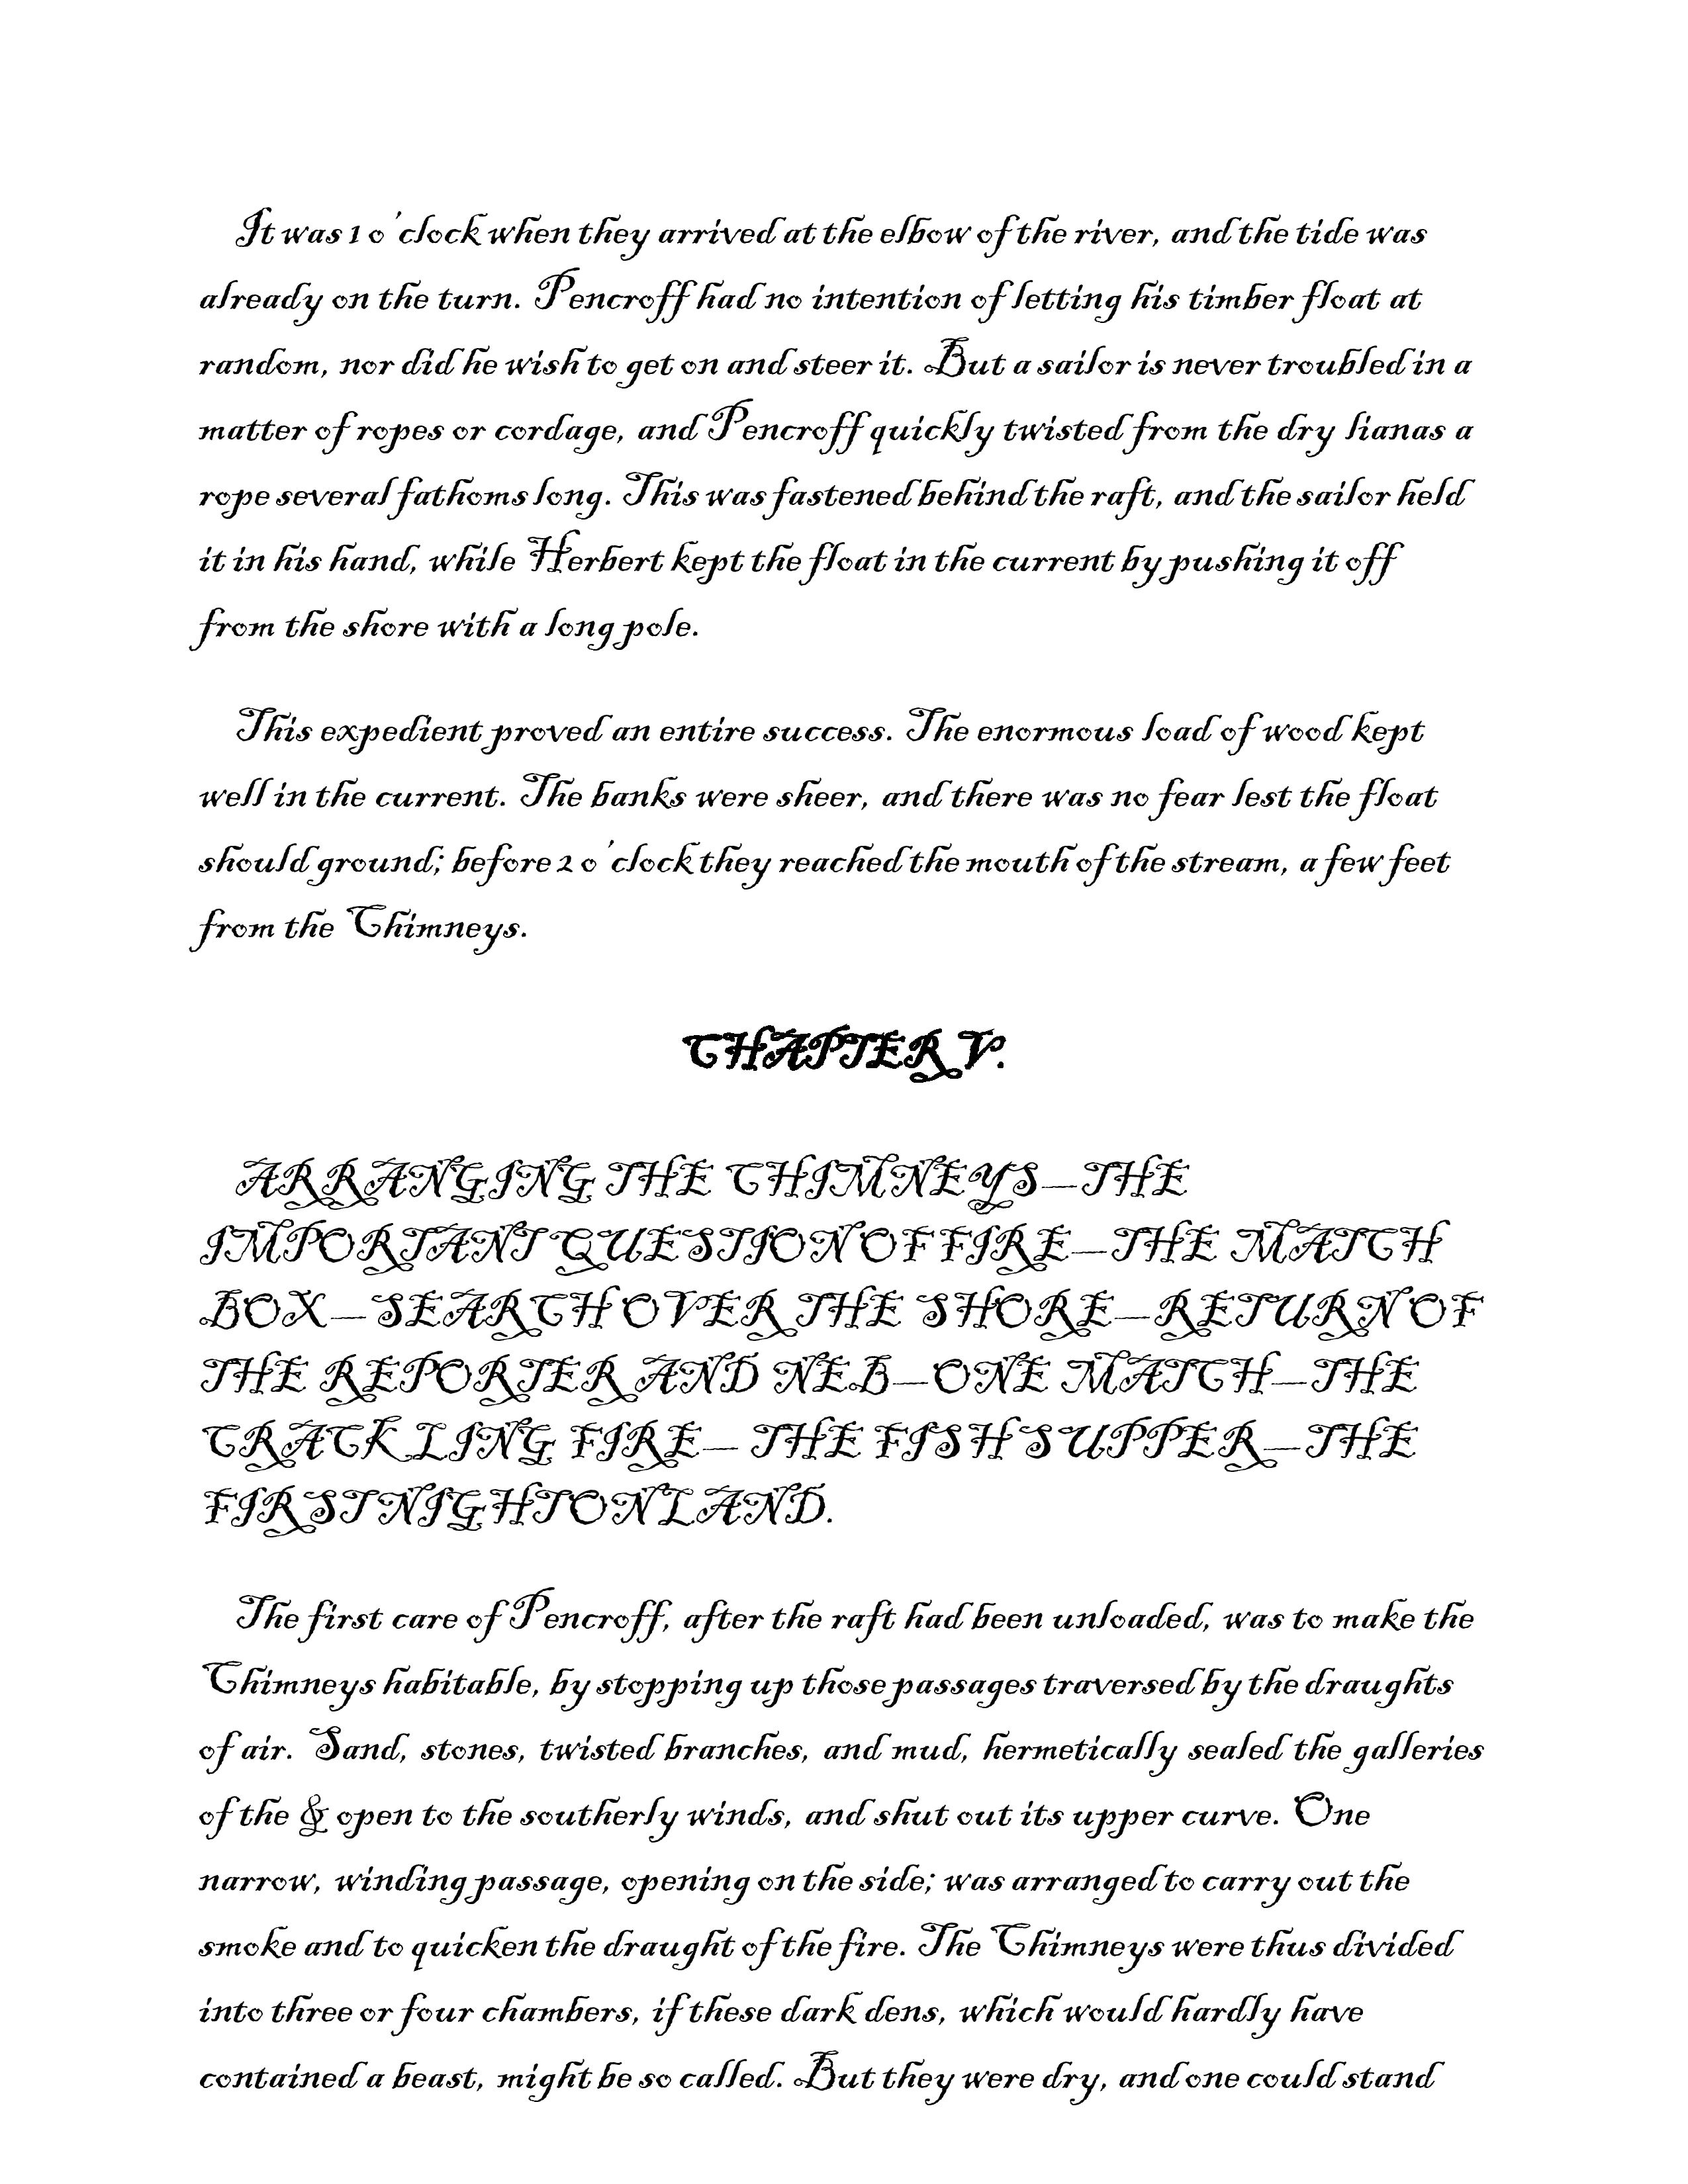 It was 1 o'clock when they arrived at the elbow of the river, and the tide was
already on the turn. Pencroff had no intention of letting his timber float at
random, nor did he wish to get on and steer it. But a sailor is never troubled in a
matter of ropes or cordage, and Pencroff quickly twisted from the dry lianas a
rope several fathoms long. This was fastened behind the raft, and the sailor held
it in his hand, while Herbert kept the float in the current by pushing it off
from the shore with a long pole.
This expedient proved an entire success. The enormous load of wood kept
well in the current. The banks were sheer, and there was no fear lest the float
should ground; before 2 o'clock they reached the mouth of the stream, a few feet
from the Chimneys.
CHAPTER V.
ARRANGING THE CHIMNEYS—THE
IMPORTANT QUESTION OF FIRE—THE MATCH
BOX—SEARCH OVER THE SHORE—RETURN OF
THE REPORTER AND NEB—ONE MATCH—THE
CRACKLING FIRE—THE FISH SUPPER—THE
FIRST NIGHT ON LAND.
The first care of Pencroff, after the raft had been unloaded, was to make the
Chimneys habitable, by stopping up those passages traversed by the draughts
of air. Sand, stones, twisted branches, and mud, hermetically sealed the galleries
of the & open to the southerly winds, and shut out its upper curve. One
narrow, winding passage, opening on the side; was arranged to carry out the
smoke and to quicken the draught of the fire. The Chimneys were thus divided
into three or four chambers, if these dark dens, which would hardly have
contained a beast, might be so called. But they were dry, and one could stand